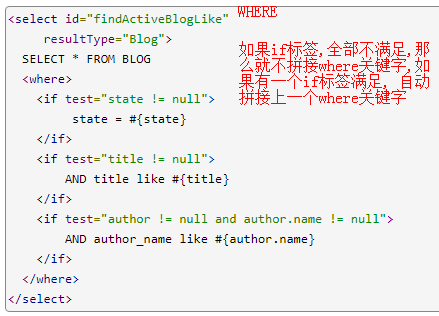 WHERE
<select id="findActiveBlogLike"
resultType="Blog">
SELECT * FROM BLOG
<where>
<if test="state != null">
state = #{state}
</if>
<if test="title != null">
AND title like #{title}
</if>
<if test="author != null and author.name != null">
AND author_name like #{author.name}
</if>
</where>
</select>
如果if标签,全部不满足,那
么就不拼接where关键字,如
果有一个if标签满足, 自动
拼接上一个where关键字